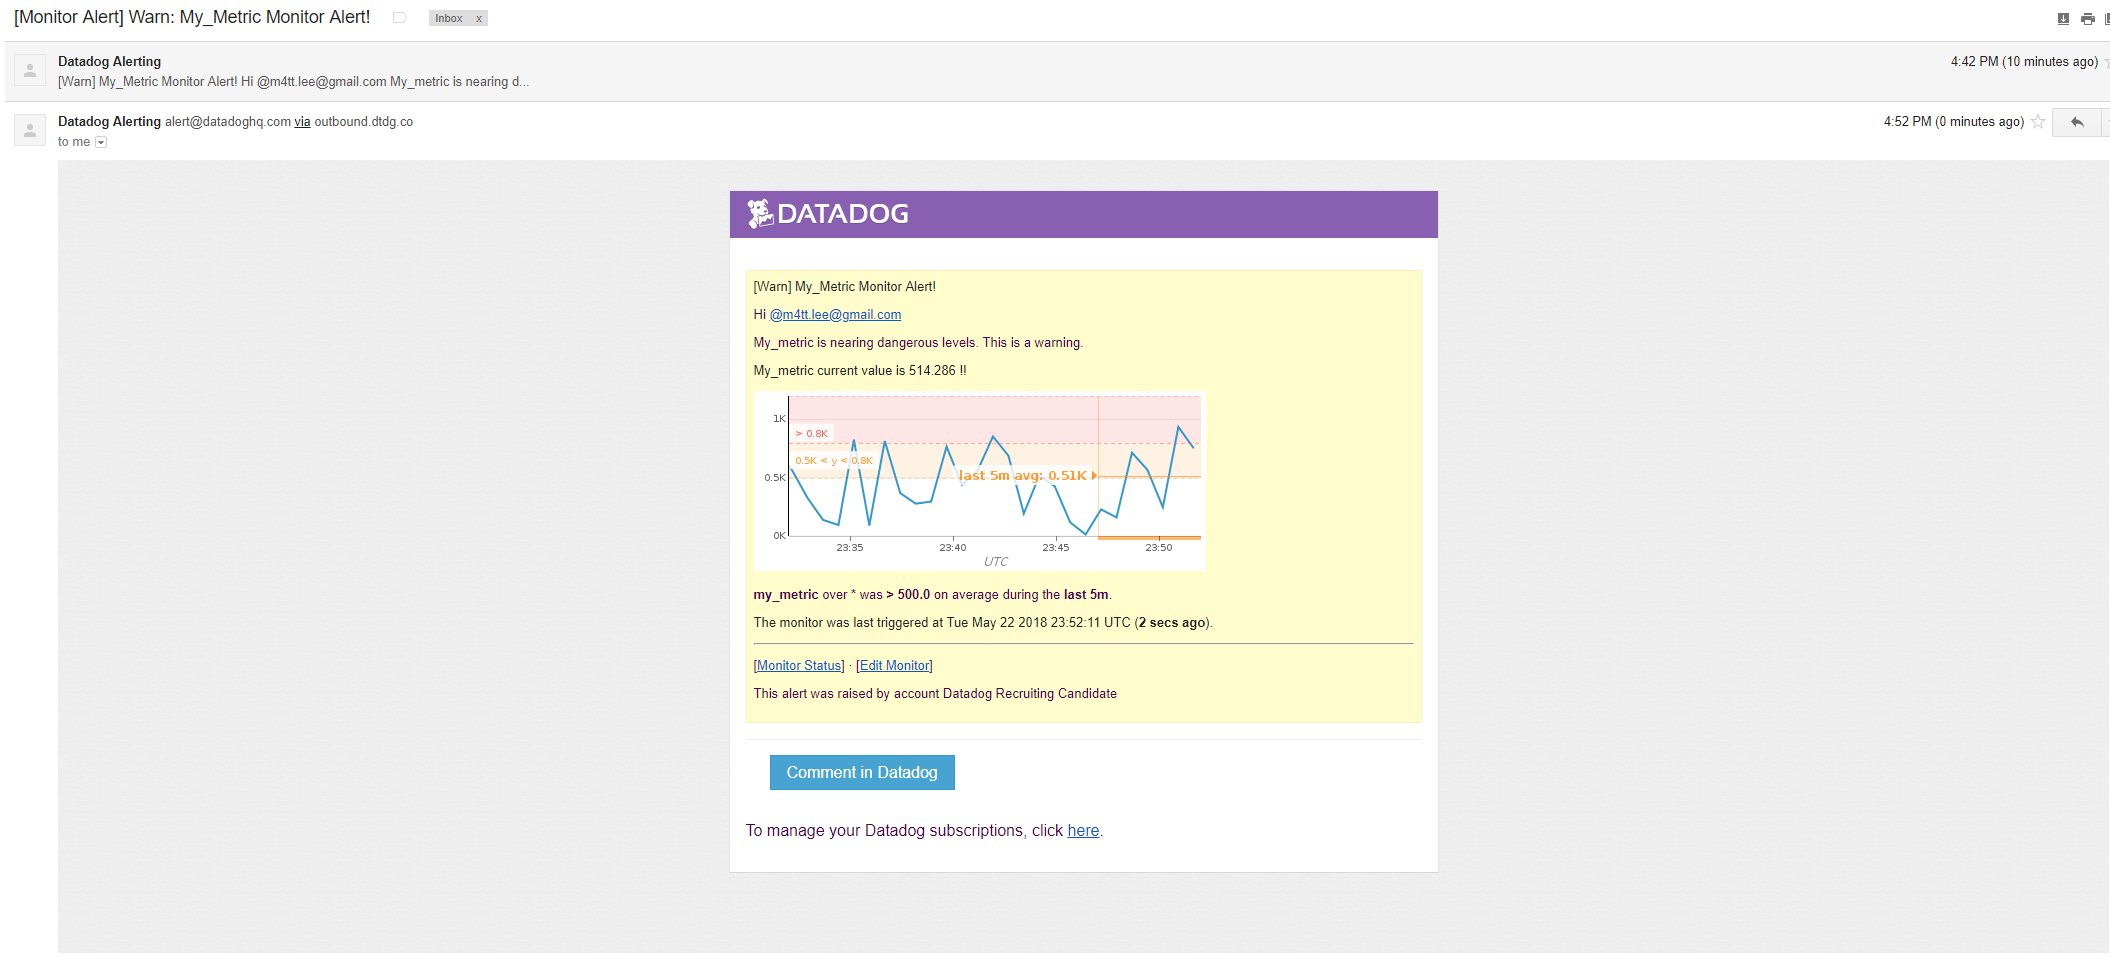 [Monitor Alert] Warn: My_Metric Monitor Alert!
Inbox x
Datadog Alerting
4:42 PM (10 minutes ago)
[Warn] My_Metric Monitor Alert! Hi @m4tt.lee@gmail.com My_metric is nearing d...
Datadog Alerting alert@datadoghq.com via outbound.dtdg.co
4:52 PM (0 minutes ago)
to me
DATADOG
[Warn] My_Metric Monitor Alert!
Hi @m4tt.lee@gmail.com
My_metric is nearing dangerous levels. This is a warning.
My_metric current value is 514.286 !!
1K
> 0.8K
0.5K < y < 0.8K
0.5K
last 5m avg: 0.51K
0K
23:35 23:40 23:45 23:50
UTC
my_metric over * was > 500.0 on average during the last 5m.
The monitor was last triggered at Tue May 22 2018 23:52:11 UTC (2 secs ago).
[Monitor Status] · [Edit Monitor]
This alert was raised by account Datadog Recruiting Candidate
Comment in Datadog
To manage your Datadog subscriptions, click here.